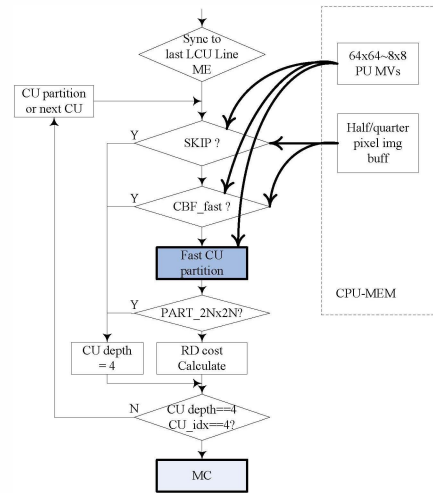 Sync to
last LCU Line
ME
CU partition
or next CU
64x64~8x8
PU MVs
Y
SKIP ?
Half/quarter
pixel img
buff
Y
CBF_fast ?
Fast CU
partition
CPU-MEM
Y
PART_2Nx2N?
CU depth
= 4
RD cost
Calculate
N
CU depth==4
CU_idx==4?
MC